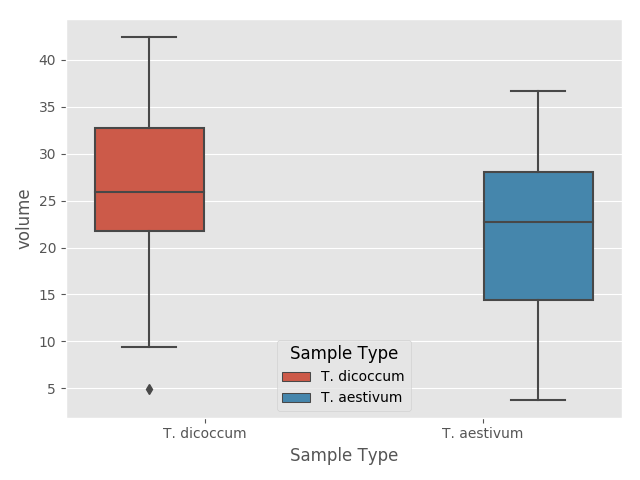 40
35
30
25
20
15
10
5
volume
Sample Type
T. dicoccum
T. aestivum
T. dicoccum
T. aestivum
Sample Type